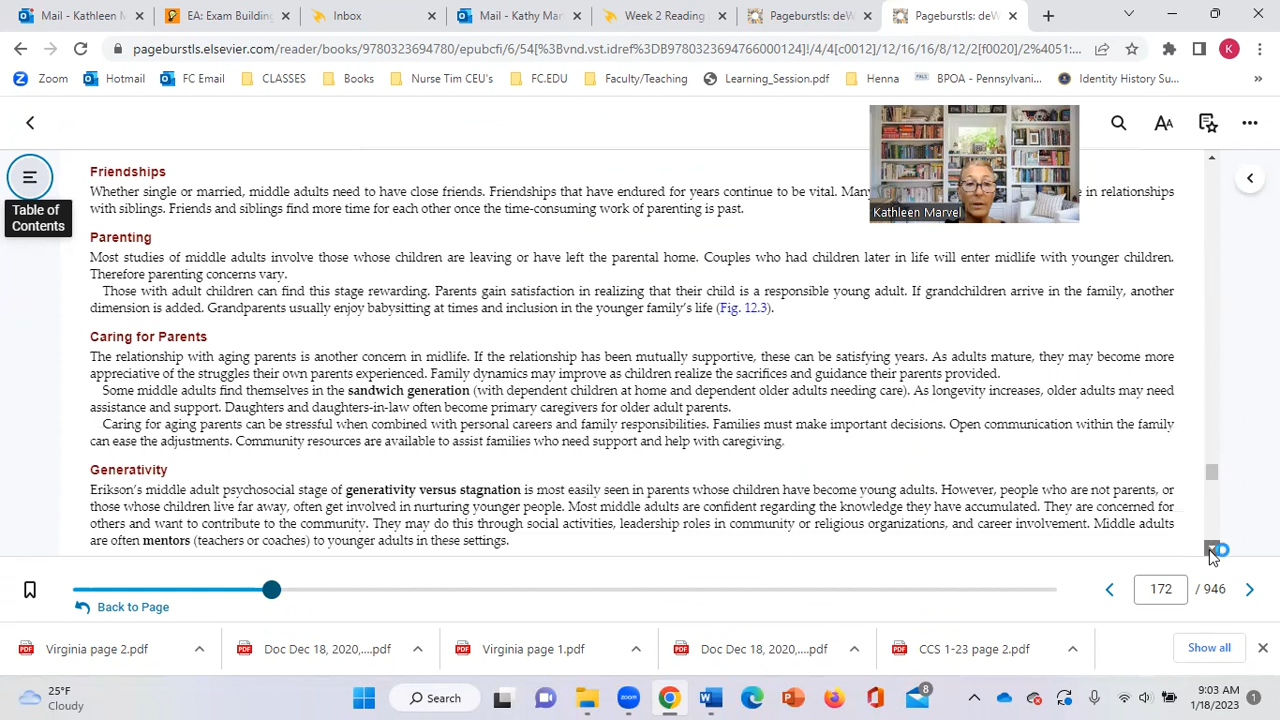 Mail - Kathleen M
EA: Exam Building
Inbox
Mail - Kathy Mar
Week 2 Reading
Pageburstls: deW
Pageburstls: deW
pageburstls.elsevier.com/reader/books/9780323694780/epubcfi/6/54[%3Bvnd.vst.idref%3DB9780323694776000124]!/4/4[c0012]/12/16/16/8/12/2[f0020]/2%4051:...
K
Zoom
Hotmail
FC Email
CLASSES
Books
Nurse Tim CEU's
FC.EDU
Faculty/Teaching
Learning_Session.pdf
Henna
BPOA - Pennsylvani...
Identity History Su...
»
AA
Table of
Contents
Kathleen Marvel
Friendships
Whether single or married, middle adults need to have close friends. Friendships that have endured for years continue to be vital. Many in relationships
with siblings. Friends and siblings find more time for each other once the time-consuming work of parenting is past.
Parenting
Most studies of middle adults involve those whose children are leaving or have left the parental home. Couples who had children later in life will enter midlife with younger children.
Therefore parenting concerns vary.
Those with adult children can find this stage rewarding. Parents gain satisfaction in realizing that their child is a responsible young adult. If grandchildren arrive in the family, another
dimension is added. Grandparents usually enjoy babysitting at times and inclusion in the younger family's life (Fig. 12.3).
Caring for Parents
The relationship with aging parents is another concern in midlife. If the relationship has been mutually supportive, these can be satisfying years. As adults mature, they may become more
appreciative of the struggles their own parents experienced. Family dynamics may improve as children realize the sacrifices and guidance their parents provided.
Some middle adults find themselves in the sandwich generation (with dependent children at home and dependent older adults needing care). As longevity increases, older adults may need
assistance and support. Daughters and daughters-in-law often become primary caregivers for older adult parents.
Caring for aging parents can be stressful when combined with personal careers and family responsibilities. Families must make important decisions. Open communication within the family
can ease the adjustments. Community resources are available to assist families who need support and help with caregiving.
Generativity
Erikson's middle adult psychosocial stage of generativity versus stagnation is most easily seen in parents whose children have become young adults. However, people who are not parents, or
those whose children live far away, often get involved in nurturing younger people. Most middle adults are confident regarding the knowledge they have accumulated. They are concerned for
others and want to contribute to the community. They may do this through social activities, leadership roles in community or religious organizations, and career involvement. Middle adults
are often mentors (teachers or coaches) to younger adults in these settings.
172 / 946
Back to Page
Virginia page 2.pdf
Doc Dec 18, 2020,....pdf
Virginia page 1.pdf
Doc Dec 18, 2020,....pdf
CCS 1-23 page 2.pdf
Show all
25°F
Cloudy
Search
8
9:03 AM
1/18/2023
1